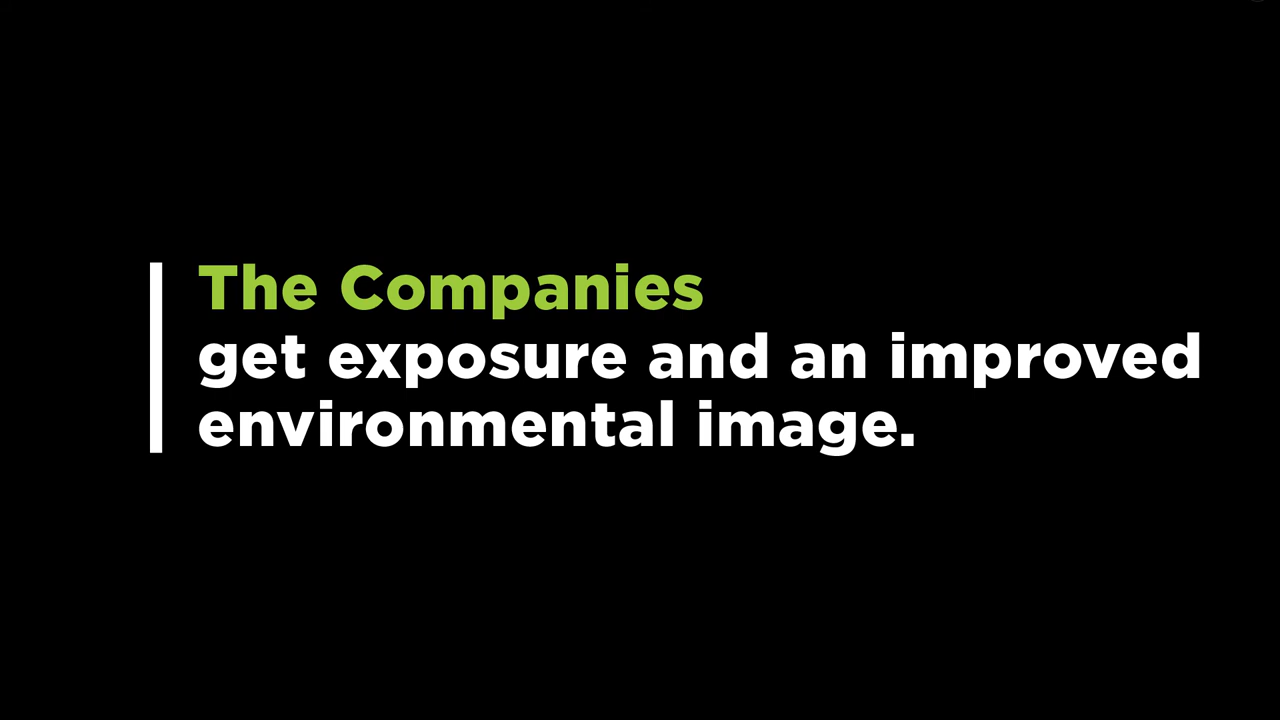 The Companies
get exposure and an improved
environmental image.